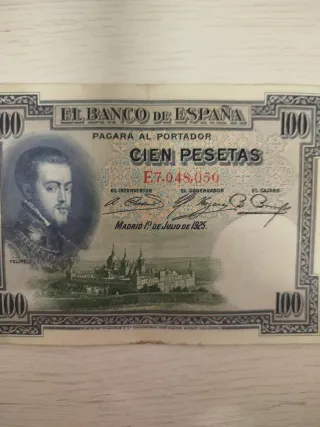 EL BANCO DE ESPAÑA
100
100
PAGARÁ AL PORTADOR
CIEN PESETAS
E7,048,050
EL INTERVENTOR
EL GOBERNADOR
EL CAJERO
MADRID 1º DE JULIO DE 1925.
FELIPE
100
100